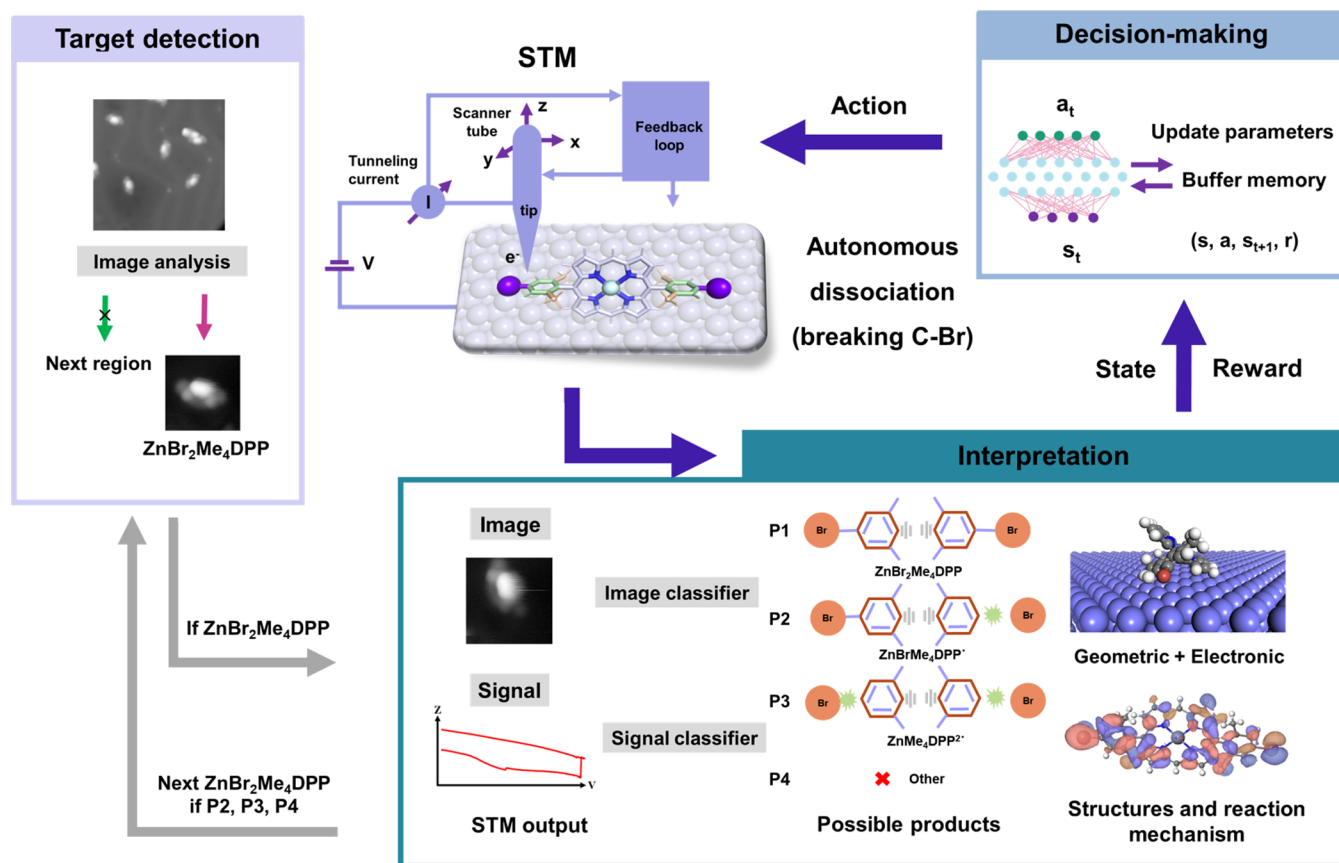 Target detection
Image analysis
Next region
ZnBr₂Me₄DPP
If ZnBr₂Me₄DPP
Next ZnBr₂Me₄DPP
if P2, P3, P4
STM
Scanner
tube
z
x
y
Tunneling
current
I
tip
Feedback
loop
V
e⁻
Action
Autonomous
dissociation
(breaking C-Br)
Decision-making
aₜ
sₜ
Update parameters
Buffer memory
(s, a, sₜ₊₁, r)
State
Reward
Interpretation
Image
Image classifier
Signal
Z
V
Signal classifier
STM output
P1
Br
Br
ZnBr₂Me₄DPP
P2
Br
Br
ZnBrMe₄DPP˙
P3
Br
Br
ZnMe₄DPP²˙
P4
Other
Possible products
Geometric + Electronic
Structures and reaction
mechanism